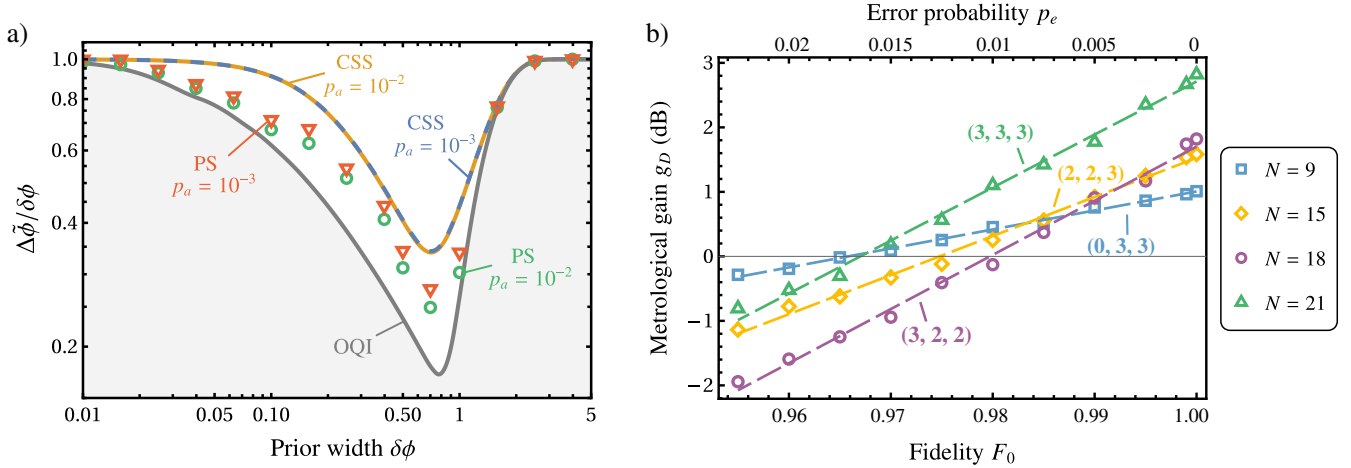 a)
1.0
0.8
0.6
0.4
0.2
Δϕ̃/δϕ
CSS
p_a = 10⁻²
CSS
p_a = 10⁻³
PS
p_a = 10⁻³
PS
p_a = 10⁻²
OQI
0.01 0.05 0.10 0.50 1 5
Prior width δϕ
b)
Error probability p_e
0.02 0.015 0.01 0.005 0
3
2
1
0
−1
−2
Metrological gain g_D (dB)
(3, 3, 3)
(2, 2, 3)
(0, 3, 3)
(3, 2, 2)
0.96 0.97 0.98 0.99 1.00
Fidelity F₀
N = 9
N = 15
N = 18
N = 21